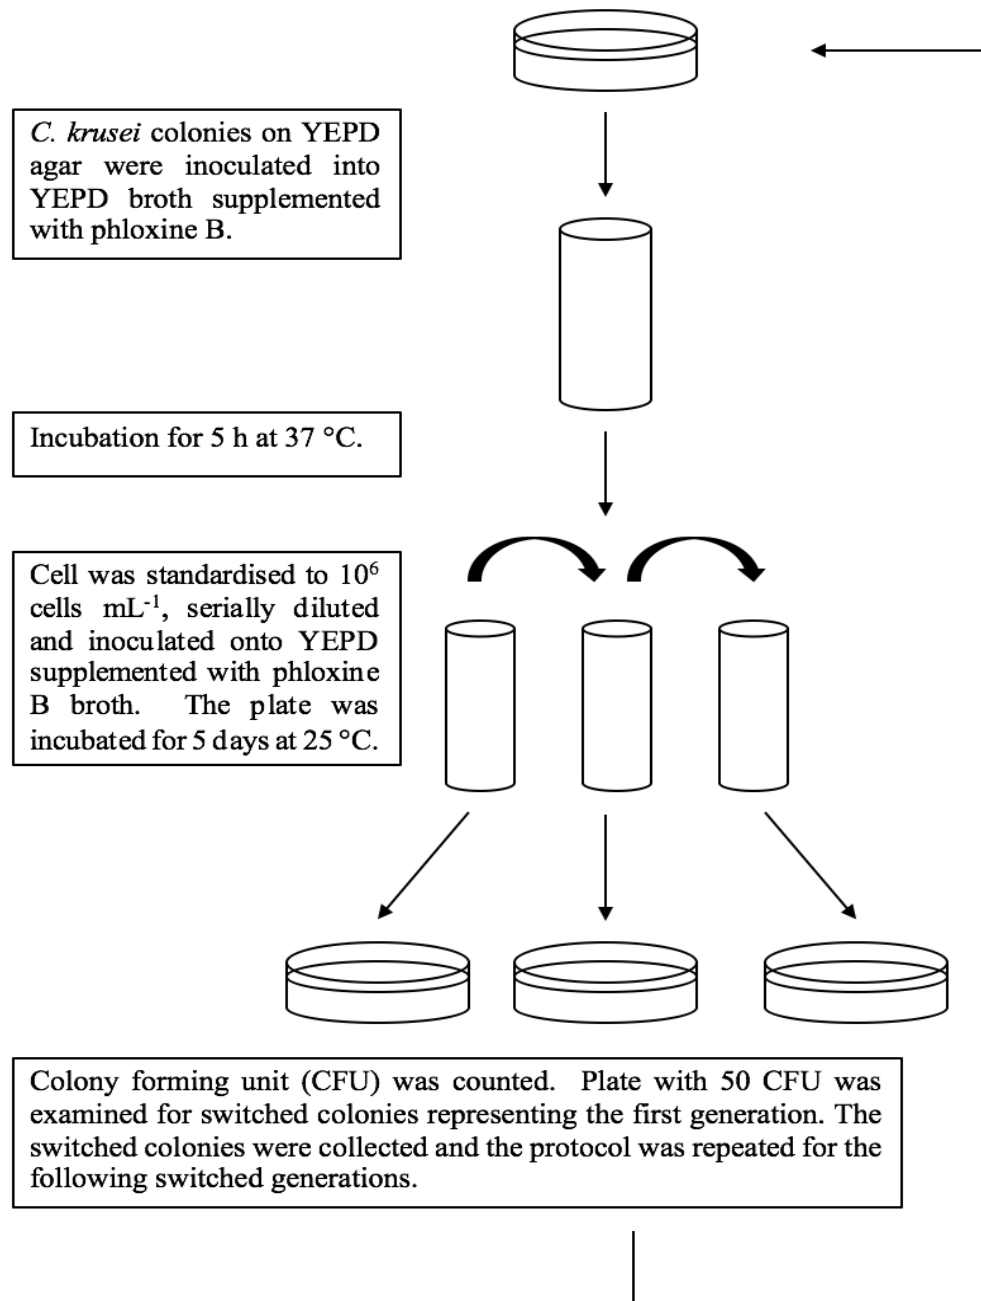 C. krusei colonies on YEPD
agar were inoculated into
YEPD broth supplemented
with phloxine B.
Incubation for 5 h at 37 °C.
Cell was standardised to 10⁶
cells mL⁻¹, serially diluted
and inoculated onto YEPD
supplemented with phloxine
B broth. The plate was
incubated for 5 days at 25 °C.
Colony forming unit (CFU) was counted. Plate with 50 CFU was
examined for switched colonies representing the first generation. The
switched colonies were collected and the protocol was repeated for the
following switched generations.